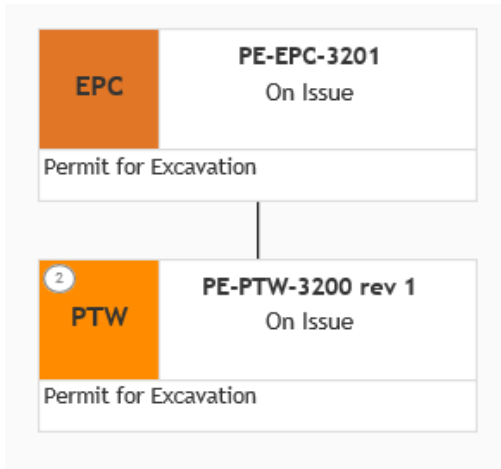 EPC
PE-EPC-3201
On Issue
Permit for Excavation
2
PTW
PE-PTW-3200 rev 1
On Issue
Permit for Excavation